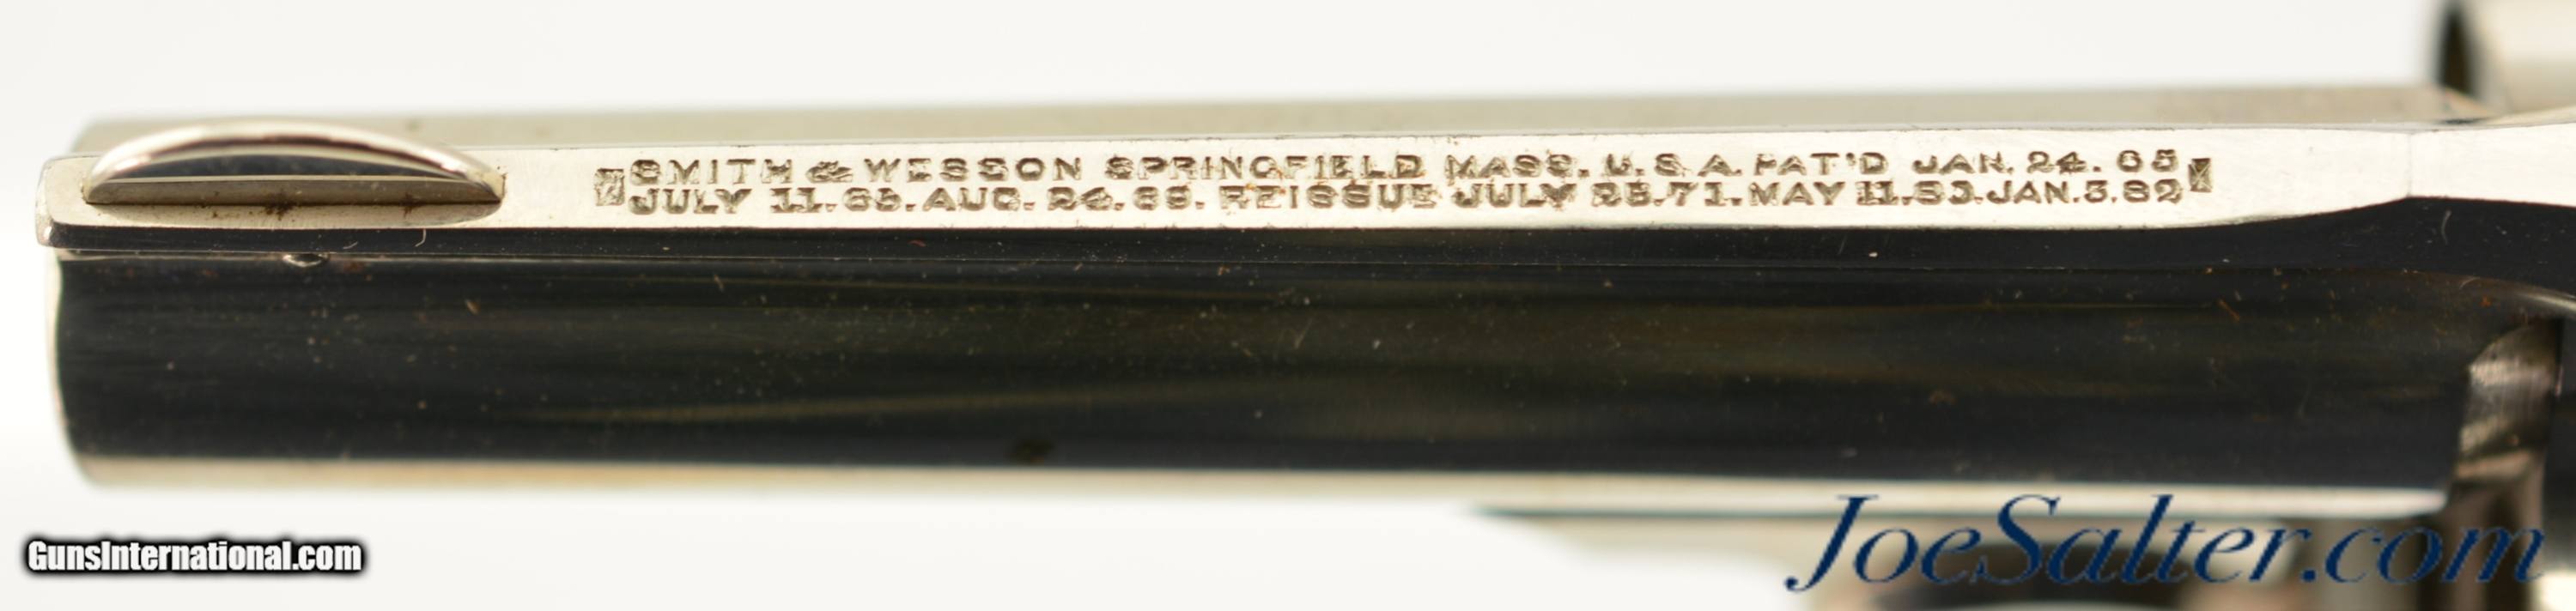 SMITH & WESSON SPRINGFIELD MASS. U.S.A. PAT'D JAN. 24. 65
JULY 11. 65. AUG. 24. 69. REISSUE JULY 25.71. MAY 11.83. JAN.3.82
GunsInternational.com
JoeSalter.com